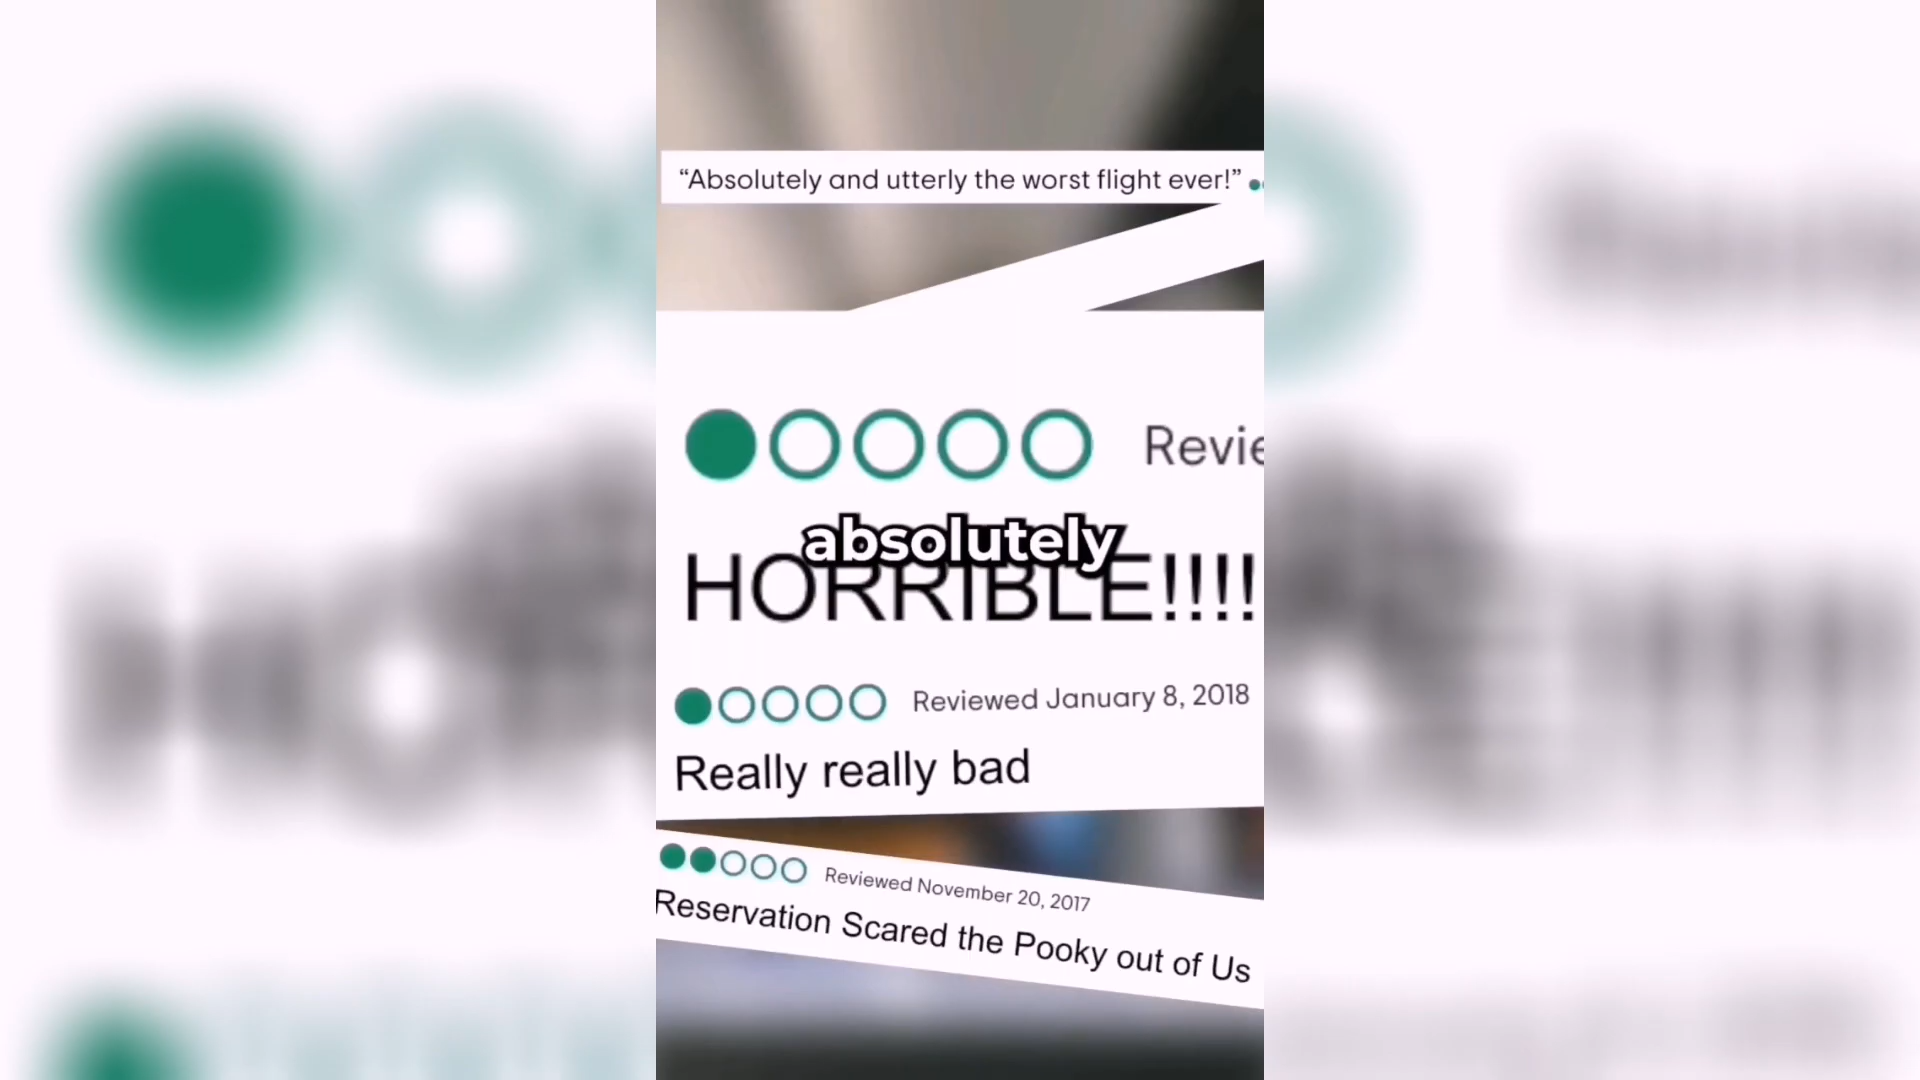 “Absolutely and utterly the worst flight ever!”
Revie
absolutely
HORRIBLE!!!!
Reviewed January 8, 2018
Really really bad
Reviewed November 20, 2017
Reservation Scared the Pooky out of Us